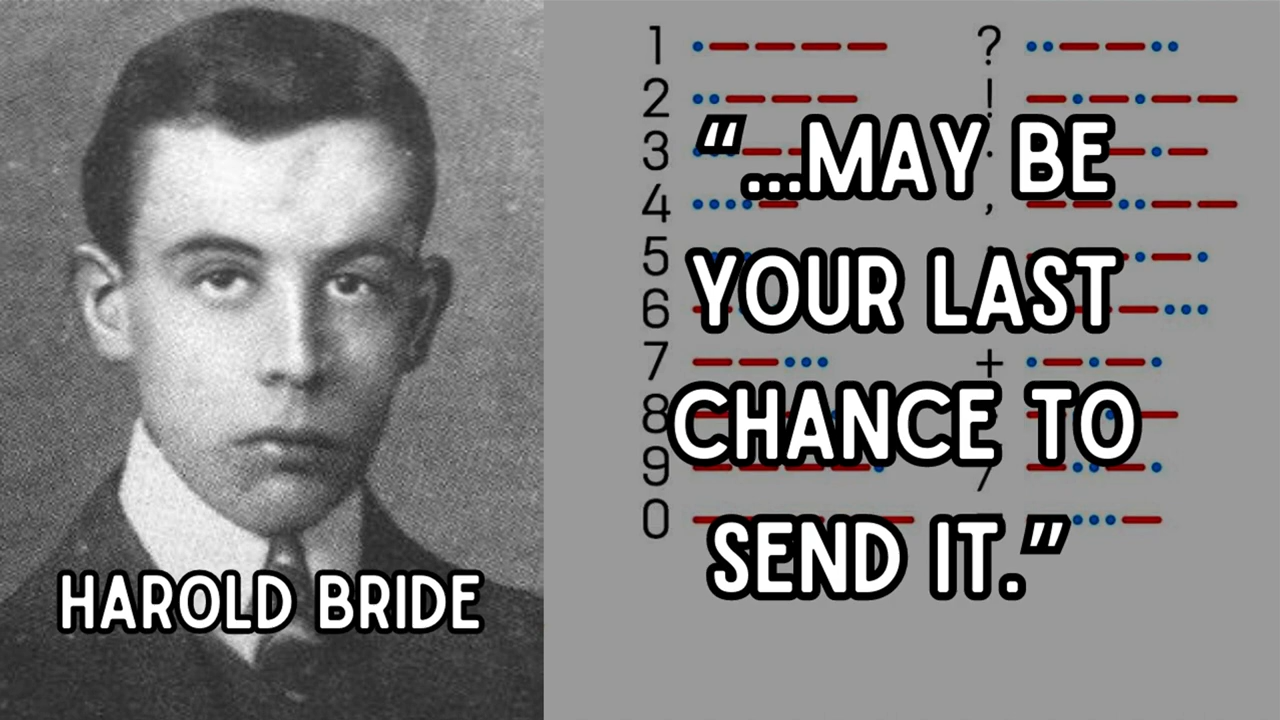 HAROLD BRIDE
“...MAY BE
YOUR LAST
CHANCE TO
SEND IT.”
1
2
3
4
5
6
7
8
9
0
?
!
,
+